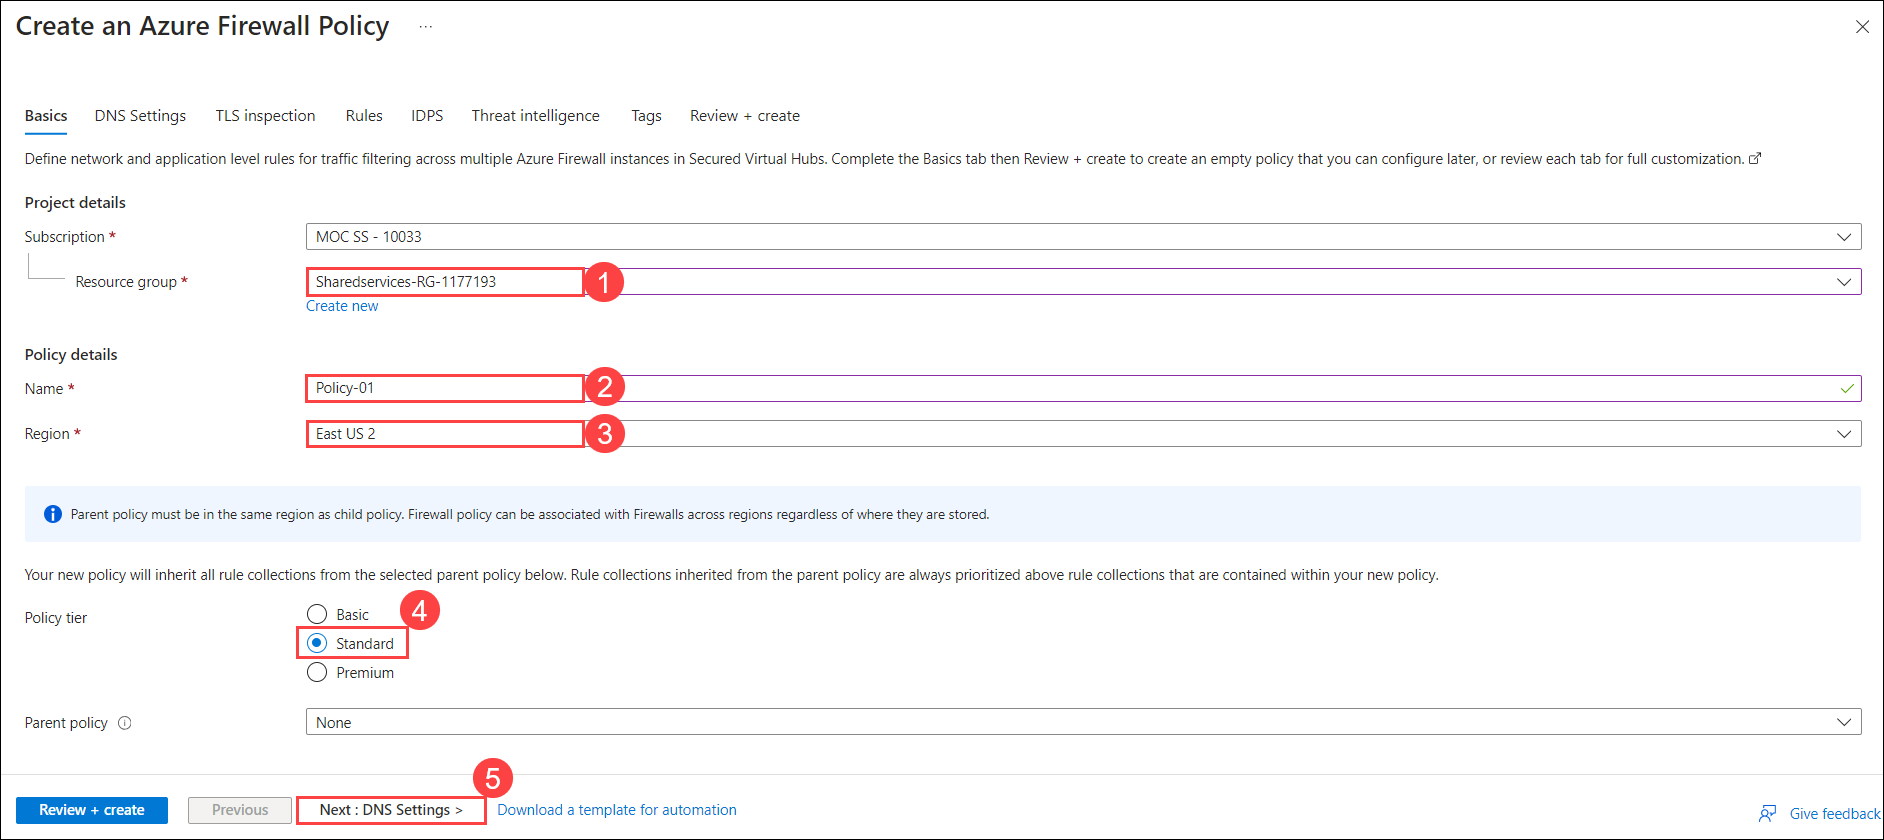 Create an Azure Firewall Policy ...
Basics DNS Settings TLS inspection Rules IDPS Threat intelligence Tags Review + create
Define network and application level rules for traffic filtering across multiple Azure Firewall instances in Secured Virtual Hubs. Complete the Basics tab then Review + create to create an empty policy that you can configure later, or review each tab for full customization.
Project details
Subscription * MOC SS - 10033
Resource group * Sharedservices-RG-1177193 1
Create new
Policy details
Name * Policy-01 2
Region * East US 2 3
Parent policy must be in the same region as child policy. Firewall policy can be associated with Firewalls across regions regardless of where they are stored.
Your new policy will inherit all rule collections from the selected parent policy below. Rule collections inherited from the parent policy are always prioritized above rule collections that are contained within your new policy.
Policy tier Basic 4
Standard
Premium
Parent policy None
5
Review + create Previous Next : DNS Settings > Download a template for automation Give feedback